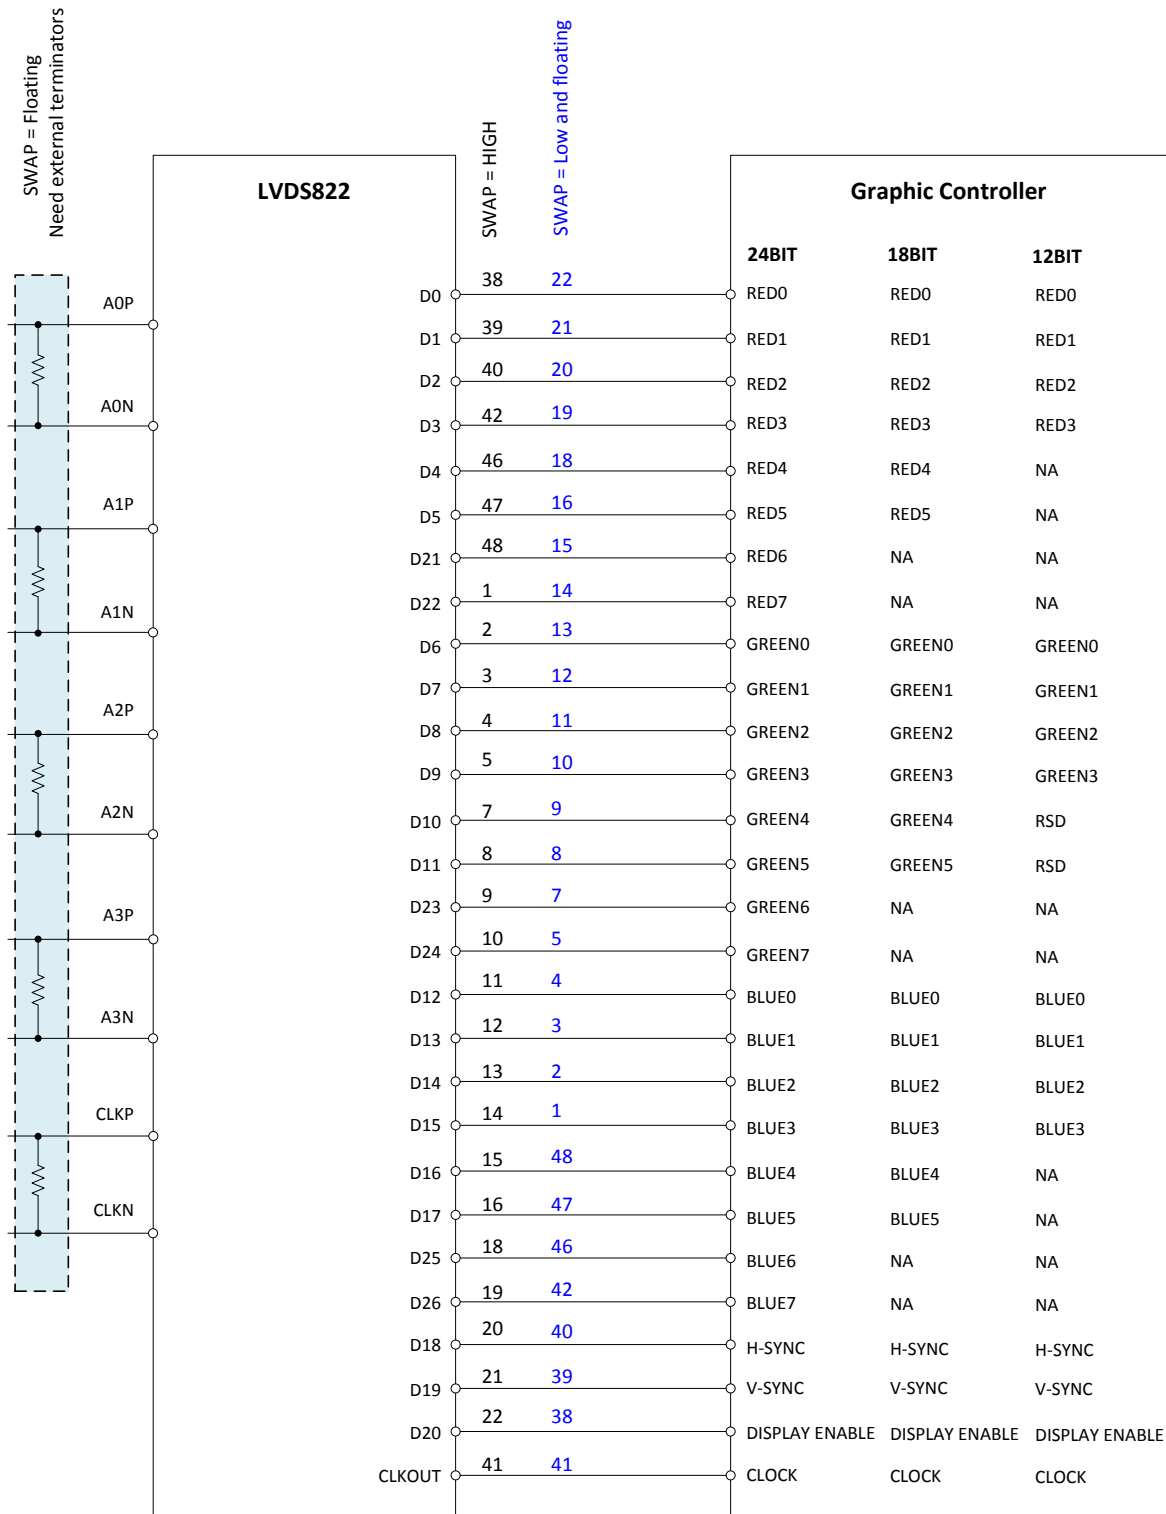 SWAP = Floating
Need external terminators
SWAP = HIGH
SWAP = Low and floating
LVDS822
Graphic Controller
24BIT 18BIT 12BIT
A0P
A0N
A1P
A1N
A2P
A2N
A3P
A3N
CLKP
CLKN
D0 38 22 RED0 RED0 RED0
D1 39 21 RED1 RED1 RED1
D2 40 20 RED2 RED2 RED2
D3 42 19 RED3 RED3 RED3
D4 46 18 RED4 RED4 NA
D5 47 16 RED5 RED5 NA
D21 48 15 RED6 NA NA
D22 1 14 RED7 NA NA
D6 2 13 GREEN0 GREEN0 GREEN0
D7 3 12 GREEN1 GREEN1 GREEN1
D8 4 11 GREEN2 GREEN2 GREEN2
D9 5 10 GREEN3 GREEN3 GREEN3
D10 7 9 GREEN4 GREEN4 RSD
D11 8 8 GREEN5 GREEN5 RSD
D23 9 7 GREEN6 NA NA
D24 10 5 GREEN7 NA NA
D12 11 4 BLUE0 BLUE0 BLUE0
D13 12 3 BLUE1 BLUE1 BLUE1
D14 13 2 BLUE2 BLUE2 BLUE2
D15 14 1 BLUE3 BLUE3 BLUE3
D16 15 48 BLUE4 BLUE4 NA
D17 16 47 BLUE5 BLUE5 NA
D25 18 46 BLUE6 NA NA
D26 19 42 BLUE7 NA NA
D18 20 40 H-SYNC H-SYNC H-SYNC
D19 21 39 V-SYNC V-SYNC V-SYNC
D20 22 38 DISPLAY ENABLE DISPLAY ENABLE DISPLAY ENABLE
CLKOUT 41 41 CLOCK CLOCK CLOCK